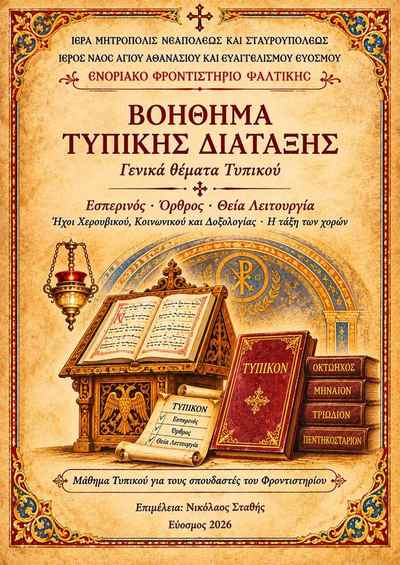 ΙΕΡΑ ΜΗΤΡΟΠΟΛΙΣ ΝΕΑΠΟΛΕΩΣ ΚΑΙ ΣΤΑΥΡΟΥΠΟΛΕΩΣ
ΙΕΡΟΣ ΝΑΟΣ ΑΓΙΟΥ ΑΘΑΝΑΣΙΟΥ ΚΑΙ ΕΥΑΓΓΕΛΙΣΜΟΥ ΕΥΟΣΜΟΥ
ΕΝΟΡΙΑΚΟ ΦΡΟΝΤΙΣΤΗΡΙΟ ΨΑΛΤΙΚΗΣ
ΒΟΗΘΗΜΑ
ΤΥΠΙΚΗΣ ΔΙΑΤΑΞΗΣ
Γενικά θέματα Τυπικού
Εσπερινός · Όρθρος · Θεία Λειτουργία
Ήχοι Χερουβικού, Κοινωνικού και Δοξολογίας · Η τάξη των χορών
ΤΥΠΙΚΟΝ
ΟΚΤΩΗΧΟΣ
ΜΗΝΑΙΟΝ
ΤΡΙΩΔΙΟΝ
ΠΕΝΤΗΚΟΣΤΑΡΙΟΝ
ΤΥΠΙΚΟΝ
Εσπερινός
Όρθρος
Θεία Λειτουργία
Μάθημα Τυπικού για τους σπουδαστές του Φροντιστηρίου
Επιμέλεια: Νικόλαος Σταθής
Εύοσμος 2026